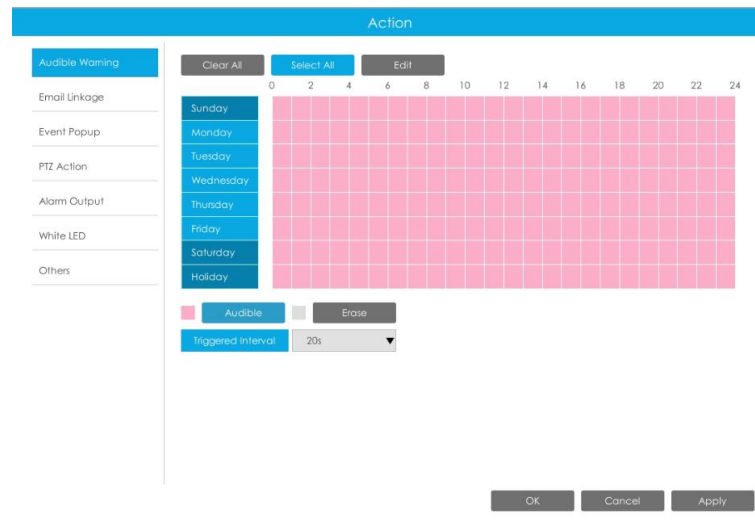 Action
Audible Warning
Email Linkage
Event Popup
PTZ Action
Alarm Output
White LED
Others
Clear All Select All Edit
0 2 4 6 8 10 12 14 16 18 20 22 24
Sunday
Monday
Tuesday
Wednesday
Thursday
Friday
Saturday
Holiday
Audible Erase
Triggered Interval 20s
OK Cancel Apply